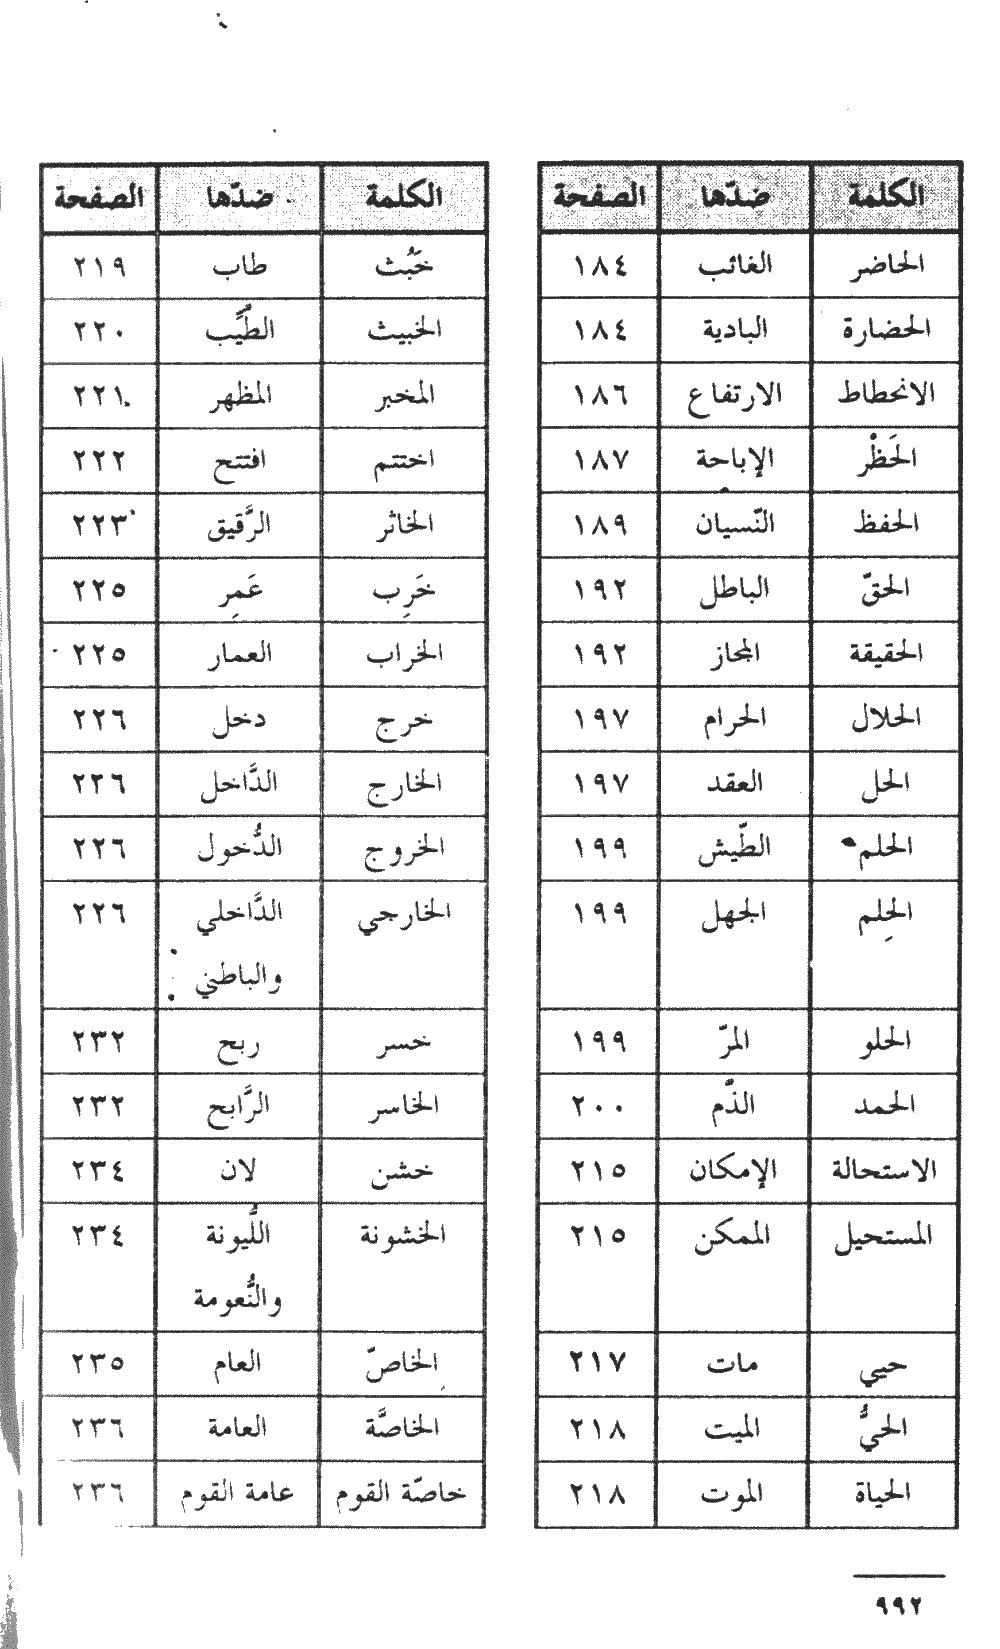 الكلمة ضدّها الصفحة
الحاضر الغائب ١٨٤
الحضارة البادية ١٨٤
الانحطاط الارتفاع ١٨٦
الحَظْر الإباحة ١٨٧
الحفظ النّسيان ١٨٩
الحقّ الباطل ١٩٢
الحقيقة المجاز ١٩٢
الحلال الحرام ١٩٧
الحل العقد ١٩٧
الحلم الطّيش ١٩٩
الحِلم الجهل ١٩٩
الحلو المرّ ١٩٩
الحمد الذّم ٢٠٠
الاستحالة الإمكان ٢١٥
المستحيل الممكن ٢١٥
حيي مات ٢١٧
الحيُّ الميت ٢١٨
الحياة الموت ٢١٨
الكلمة ضدّها الصفحة
خَبُث طاب ٢١٩
الخبيث الطيِّب ٢٢٠
المخبر المظهر ٢٢١
اختتم افتتح ٢٢٢
الخاثر الرَّقيق ٢٢٣
خَرِب عَمِر ٢٢٥
الخراب العمار ٢٢٥
خرج دخل ٢٢٦
الخارج الدَّاخل ٢٢٦
الخروج الدُّخول ٢٢٦
الخارجي الدَّاخلي ٢٢٦
والباطني
خسر ربح ٢٣٢
الخاسر الرَّابح ٢٣٢
خشن لان ٢٣٤
الخشونة اللُّيونة ٢٣٤
والنُّعومة
الخاصّ العام ٢٣٥
الخاصَّة العامة ٢٣٦
خاصّة القوم عامة القوم ٢٣٦
٩٩٢